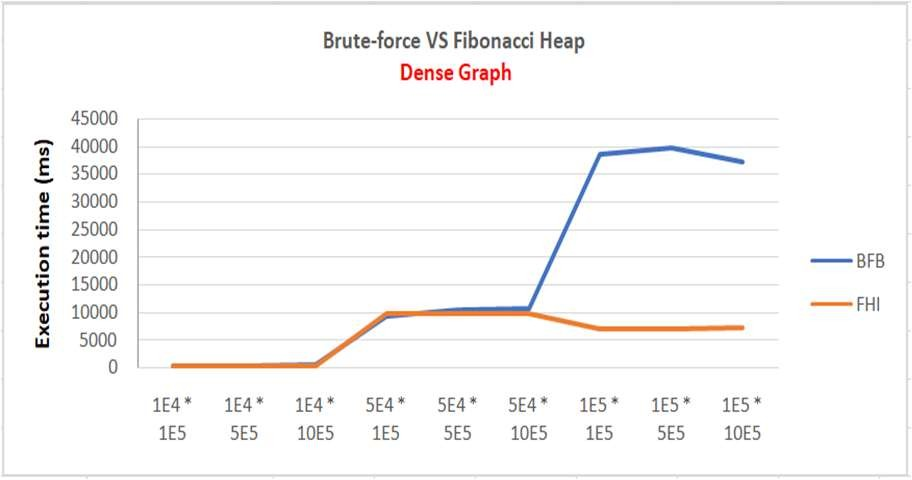 Brute-force VS Fibonacci Heap
Dense Graph
Execution time (ms)
45000
40000
35000
30000
25000
20000
15000
10000
5000
0
1E4 * 1E4 * 1E4 * 5E4 * 5E4 * 5E4 * 1E5 * 1E5 * 1E5 *
1E5 5E5 10E5 1E5 5E5 10E5 1E5 5E5 10E5
BFB
FHI